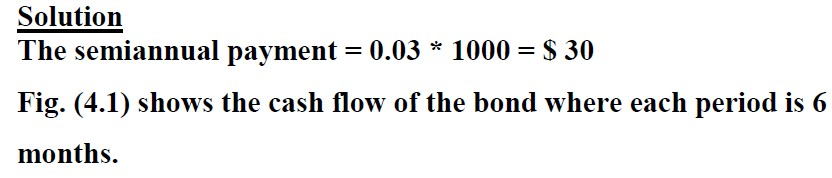 Solution
The semiannual payment = 0.03 * 1000 = $ 30
Fig. (4.1) shows the cash flow of the bond where each period is 6
months.